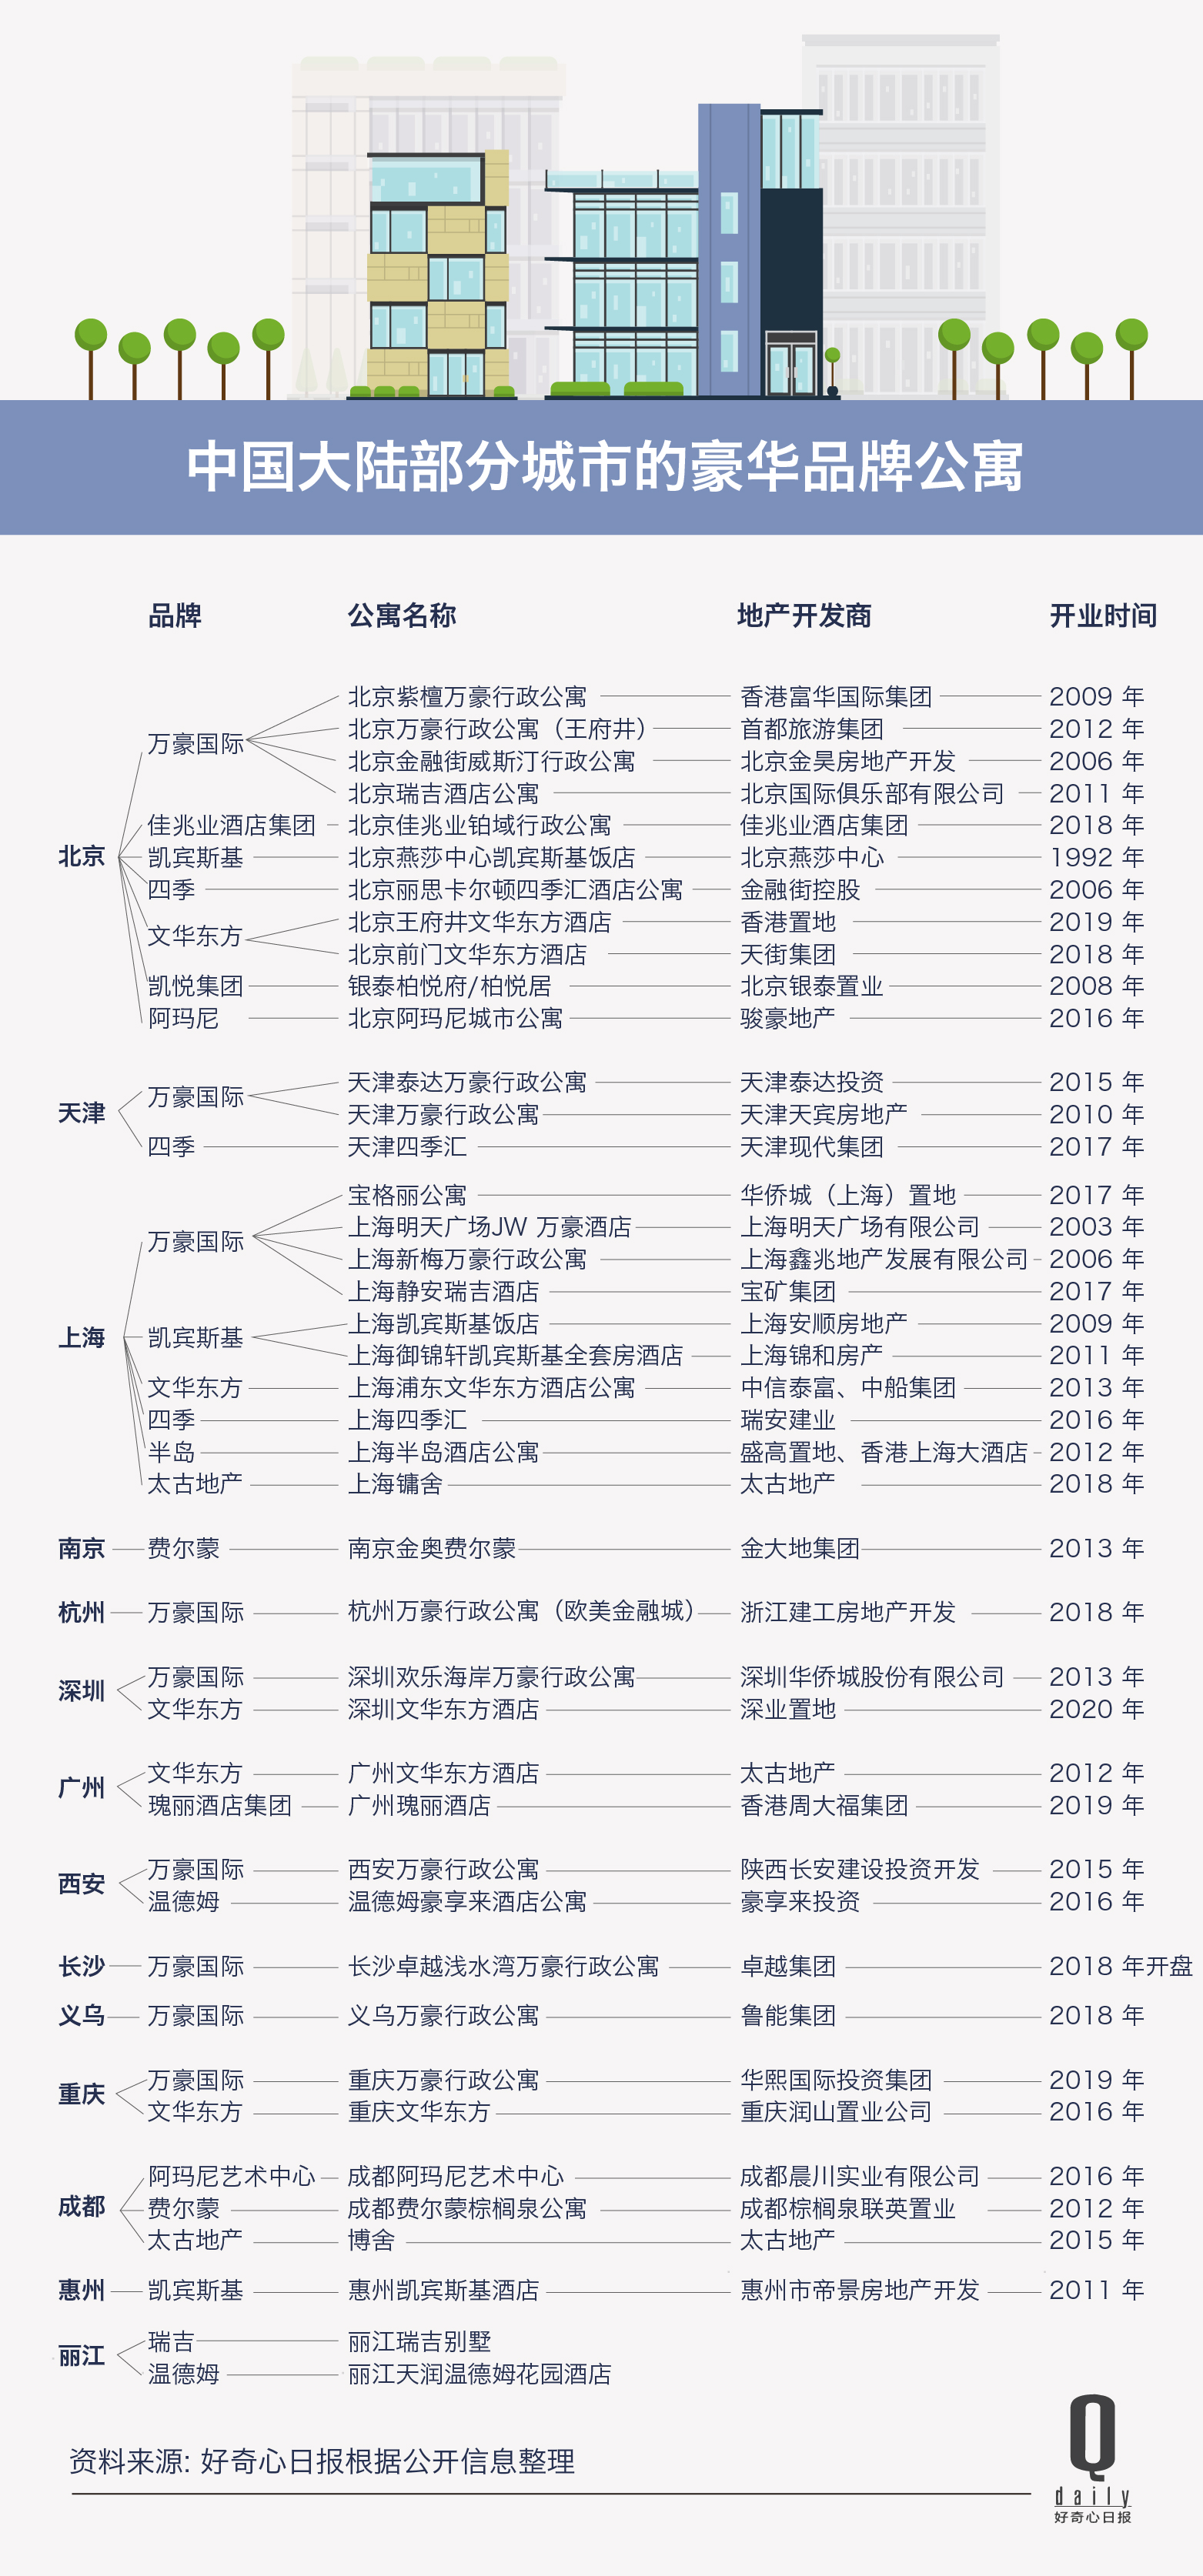 中国大陆部分城市的豪华品牌公寓
品牌 公寓名称 地产开发商 开业时间
北京紫檀万豪行政公寓 香港富华国际集团 2009 年
北京万豪行政公寓（王府井） 首都旅游集团 2012 年
万豪国际
北京金融街威斯汀行政公寓 北京金昊房地产开发 2006 年
北京瑞吉酒店公寓 北京国际俱乐部有限公司 2011 年
佳兆业酒店集团 北京佳兆业铂域行政公寓 佳兆业酒店集团 2018 年
北京 凯宾斯基 北京燕莎中心凯宾斯基饭店 北京燕莎中心 1992 年
四季 北京丽思卡尔顿四季汇酒店公寓 金融街控股 2006 年
北京王府井文华东方酒店 香港置地 2019 年
文华东方
北京前门文华东方酒店 天街集团 2018 年
凯悦集团 银泰柏悦府/柏悦居 北京银泰置业 2008 年
阿玛尼 北京阿玛尼城市公寓 骏豪地产 2016 年
天津泰达万豪行政公寓 天津泰达投资 2015 年
万豪国际
天津 天津万豪行政公寓 天津天宾房地产 2010 年
四季 天津四季汇 天津现代集团 2017 年
宝格丽公寓 华侨城（上海）置地 2017 年
上海明天广场JW 万豪酒店 上海明天广场有限公司 2003 年
万豪国际
上海新梅万豪行政公寓 上海鑫兆地产发展有限公司 2006 年
上海静安瑞吉酒店 宝矿集团 2017 年
上海凯宾斯基饭店 上海安顺房地产 2009 年
上海 凯宾斯基
上海御锦轩凯宾斯基全套房酒店 上海锦和房产 2011 年
文华东方 上海浦东文华东方酒店公寓 中信泰富、中船集团 2013 年
四季 上海四季汇 瑞安建业 2016 年
半岛 上海半岛酒店公寓 盛高置地、香港上海大酒店 2012 年
太古地产 上海镛舍 太古地产 2018 年
南京 费尔蒙 南京金奥费尔蒙 金大地集团 2013 年
杭州 万豪国际 杭州万豪行政公寓（欧美金融城） 浙江建工房地产开发 2018 年
万豪国际 深圳欢乐海岸万豪行政公寓 深圳华侨城股份有限公司 2013 年
深圳
文华东方 深圳文华东方酒店 深业置地 2020 年
文华东方 广州文华东方酒店 太古地产 2012 年
广州
瑰丽酒店集团 广州瑰丽酒店 香港周大福集团 2019 年
万豪国际 西安万豪行政公寓 陕西长安建设投资开发 2015 年
西安
温德姆 温德姆豪享来酒店公寓 豪享来投资 2016 年
长沙 万豪国际 长沙卓越浅水湾万豪行政公寓 卓越集团 2018 年开盘
义乌 万豪国际 义乌万豪行政公寓 鲁能集团 2018 年
万豪国际 重庆万豪行政公寓 华熙国际投资集团 2019 年
重庆
文华东方 重庆文华东方 重庆润山置业公司 2016 年
阿玛尼艺术中心 成都阿玛尼艺术中心 成都晨川实业有限公司 2016 年
成都 费尔蒙 成都费尔蒙棕榈泉公寓 成都棕榈泉联英置业 2012 年
太古地产 博舍 太古地产 2015 年
惠州 凯宾斯基 惠州凯宾斯基酒店 惠州市帝景房地产开发 2011 年
瑞吉 丽江瑞吉别墅
丽江
温德姆 丽江天润温德姆花园酒店
资料来源: 好奇心日报根据公开信息整理
Q
daily
好奇心日报